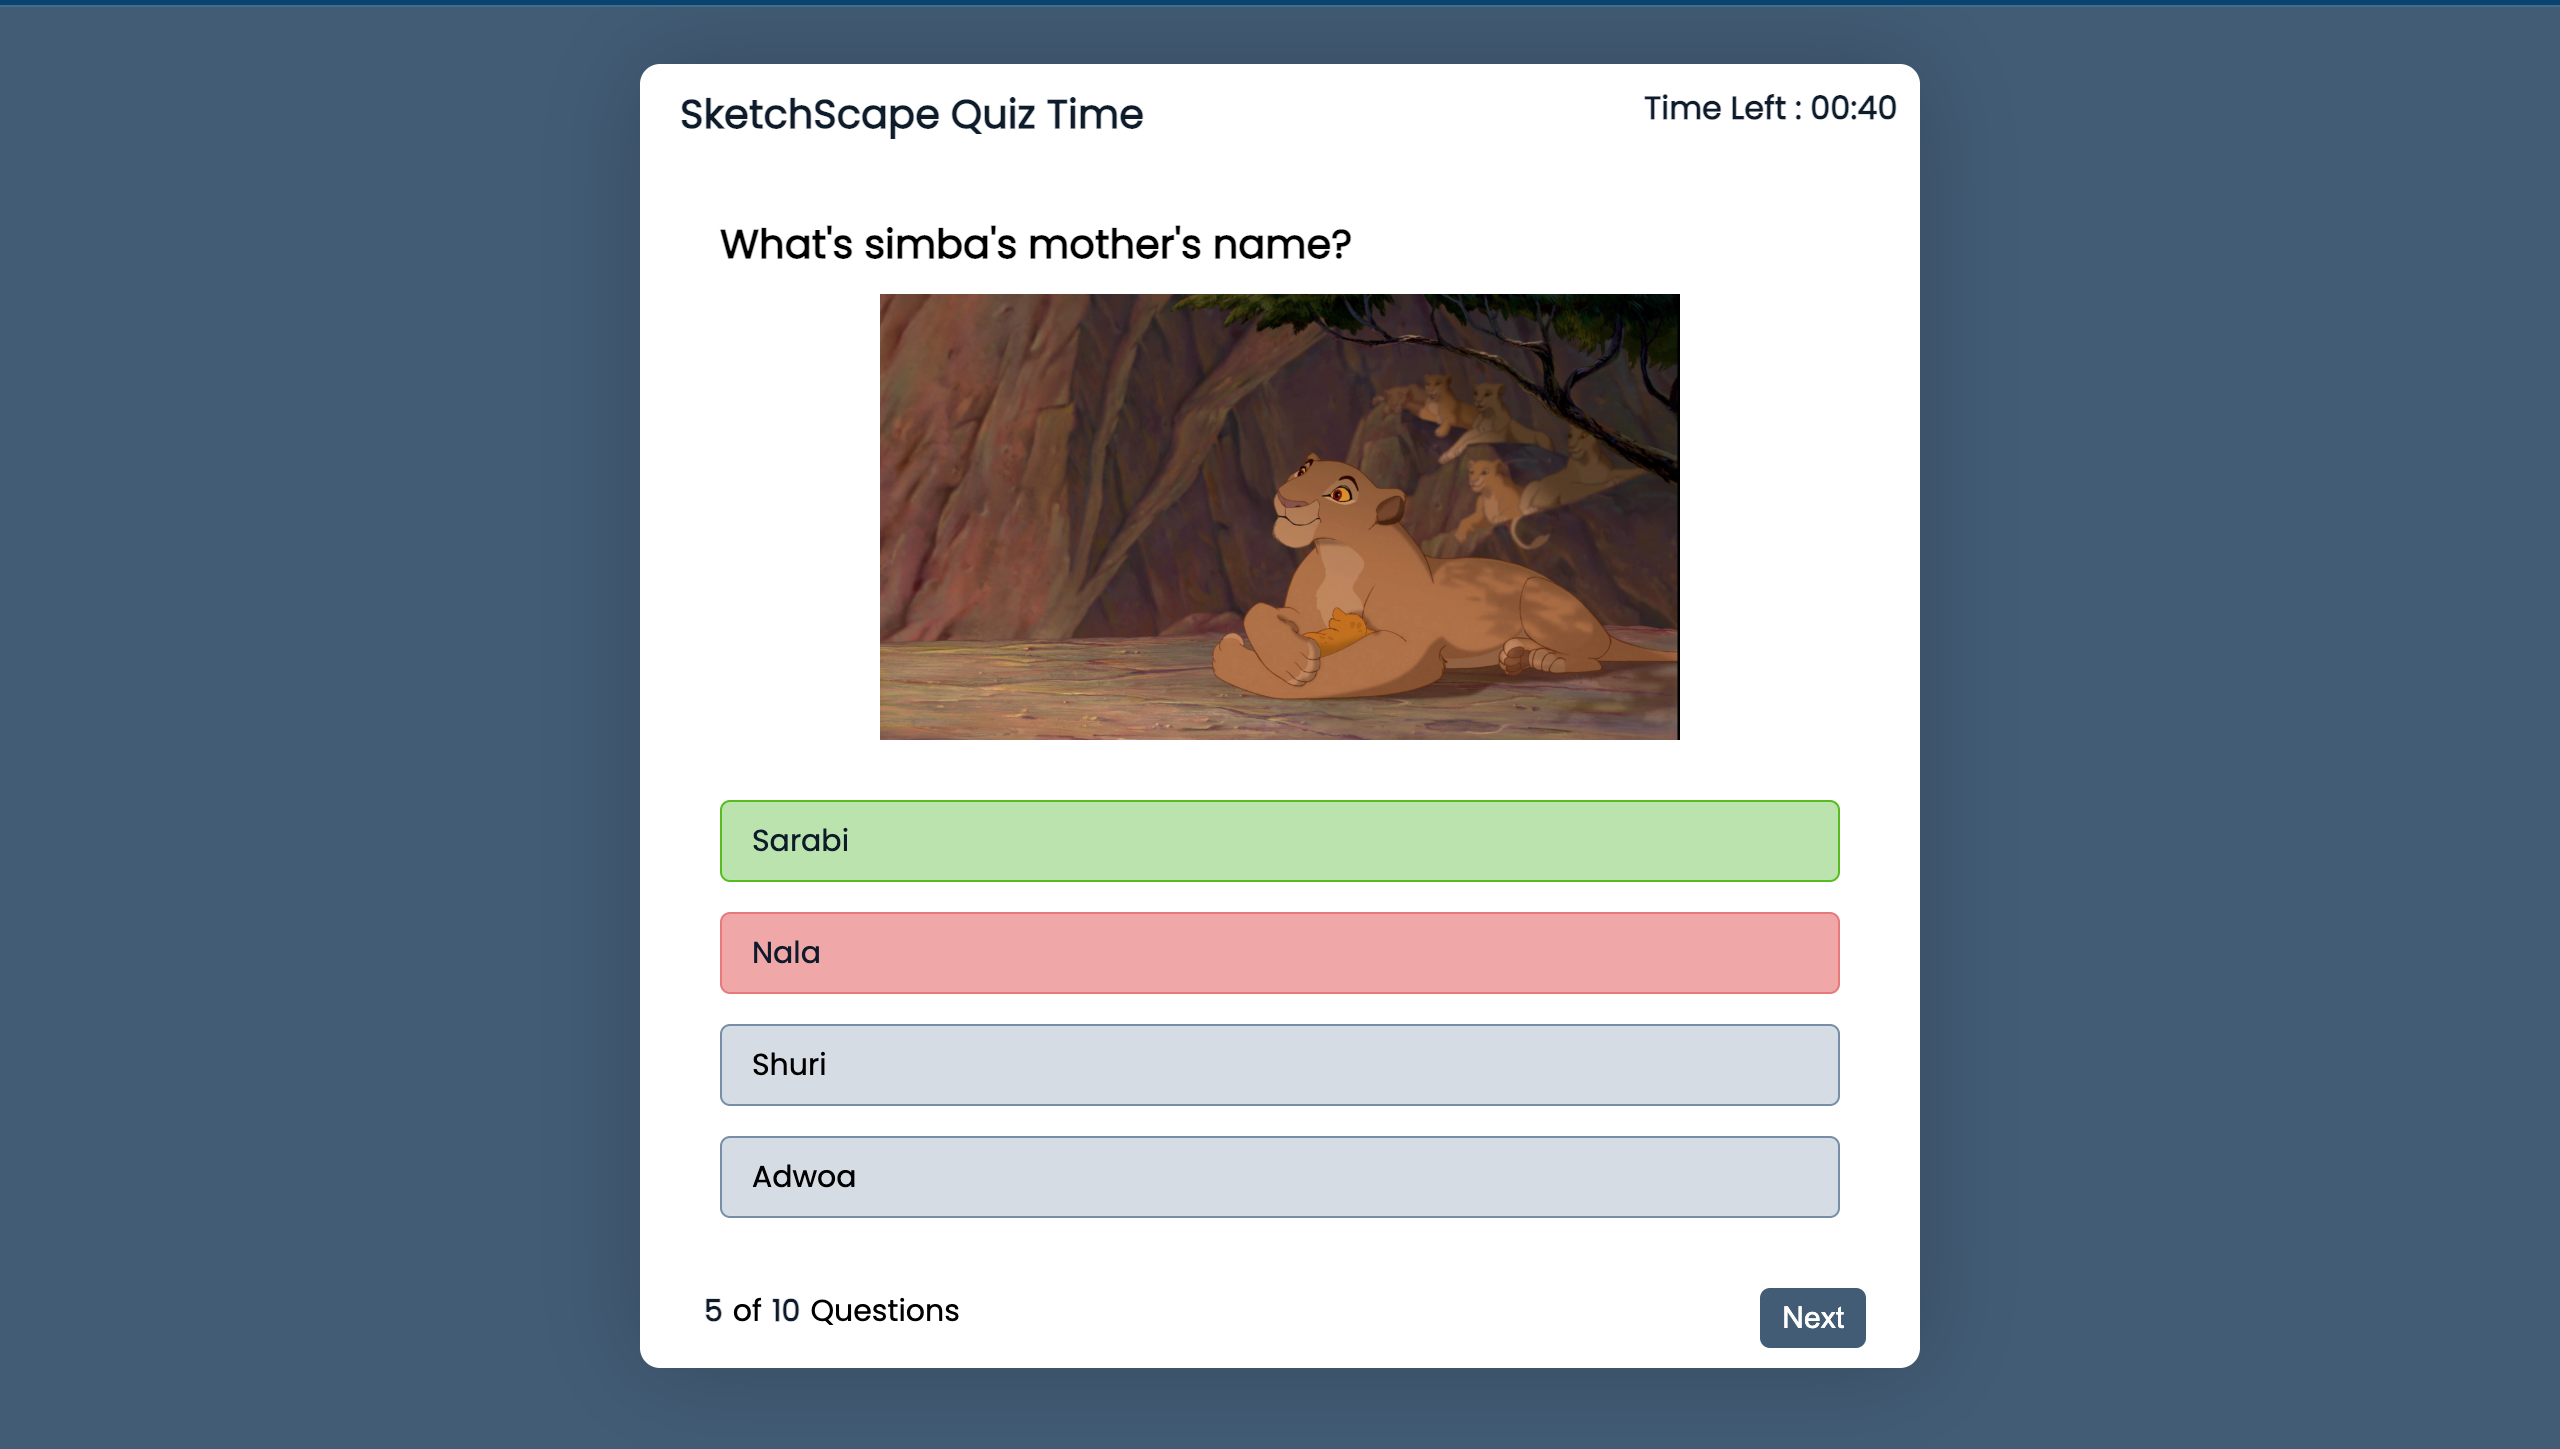 SketchScape Quiz Time
Time Left : 00:40
What's simba's mother's name?
Sarabi
Nala
Shuri
Adwoa
5 of 10 Questions
Next